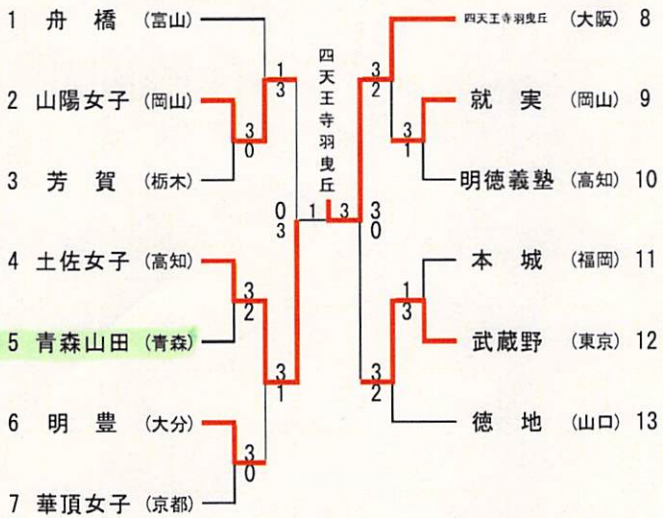 1 舟橋 (富山)
1
3
2 山陽女子 (岡山)
3
0
3 芳賀 (栃木)
0
3
4 土佐女子 (高知)
3
2
5 青森山田 (青森)
3
1
6 明豊 (大分)
3
0
7 華頂女子 (京都)
四天王寺羽曳丘
1 3
四天王寺羽曳丘 (大阪) 8
3
2
就実 (岡山) 9
3
1
明徳義塾 (高知) 10
3
0
本城 (福岡) 11
1
3
武蔵野 (東京) 12
3
2
徳地 (山口) 13